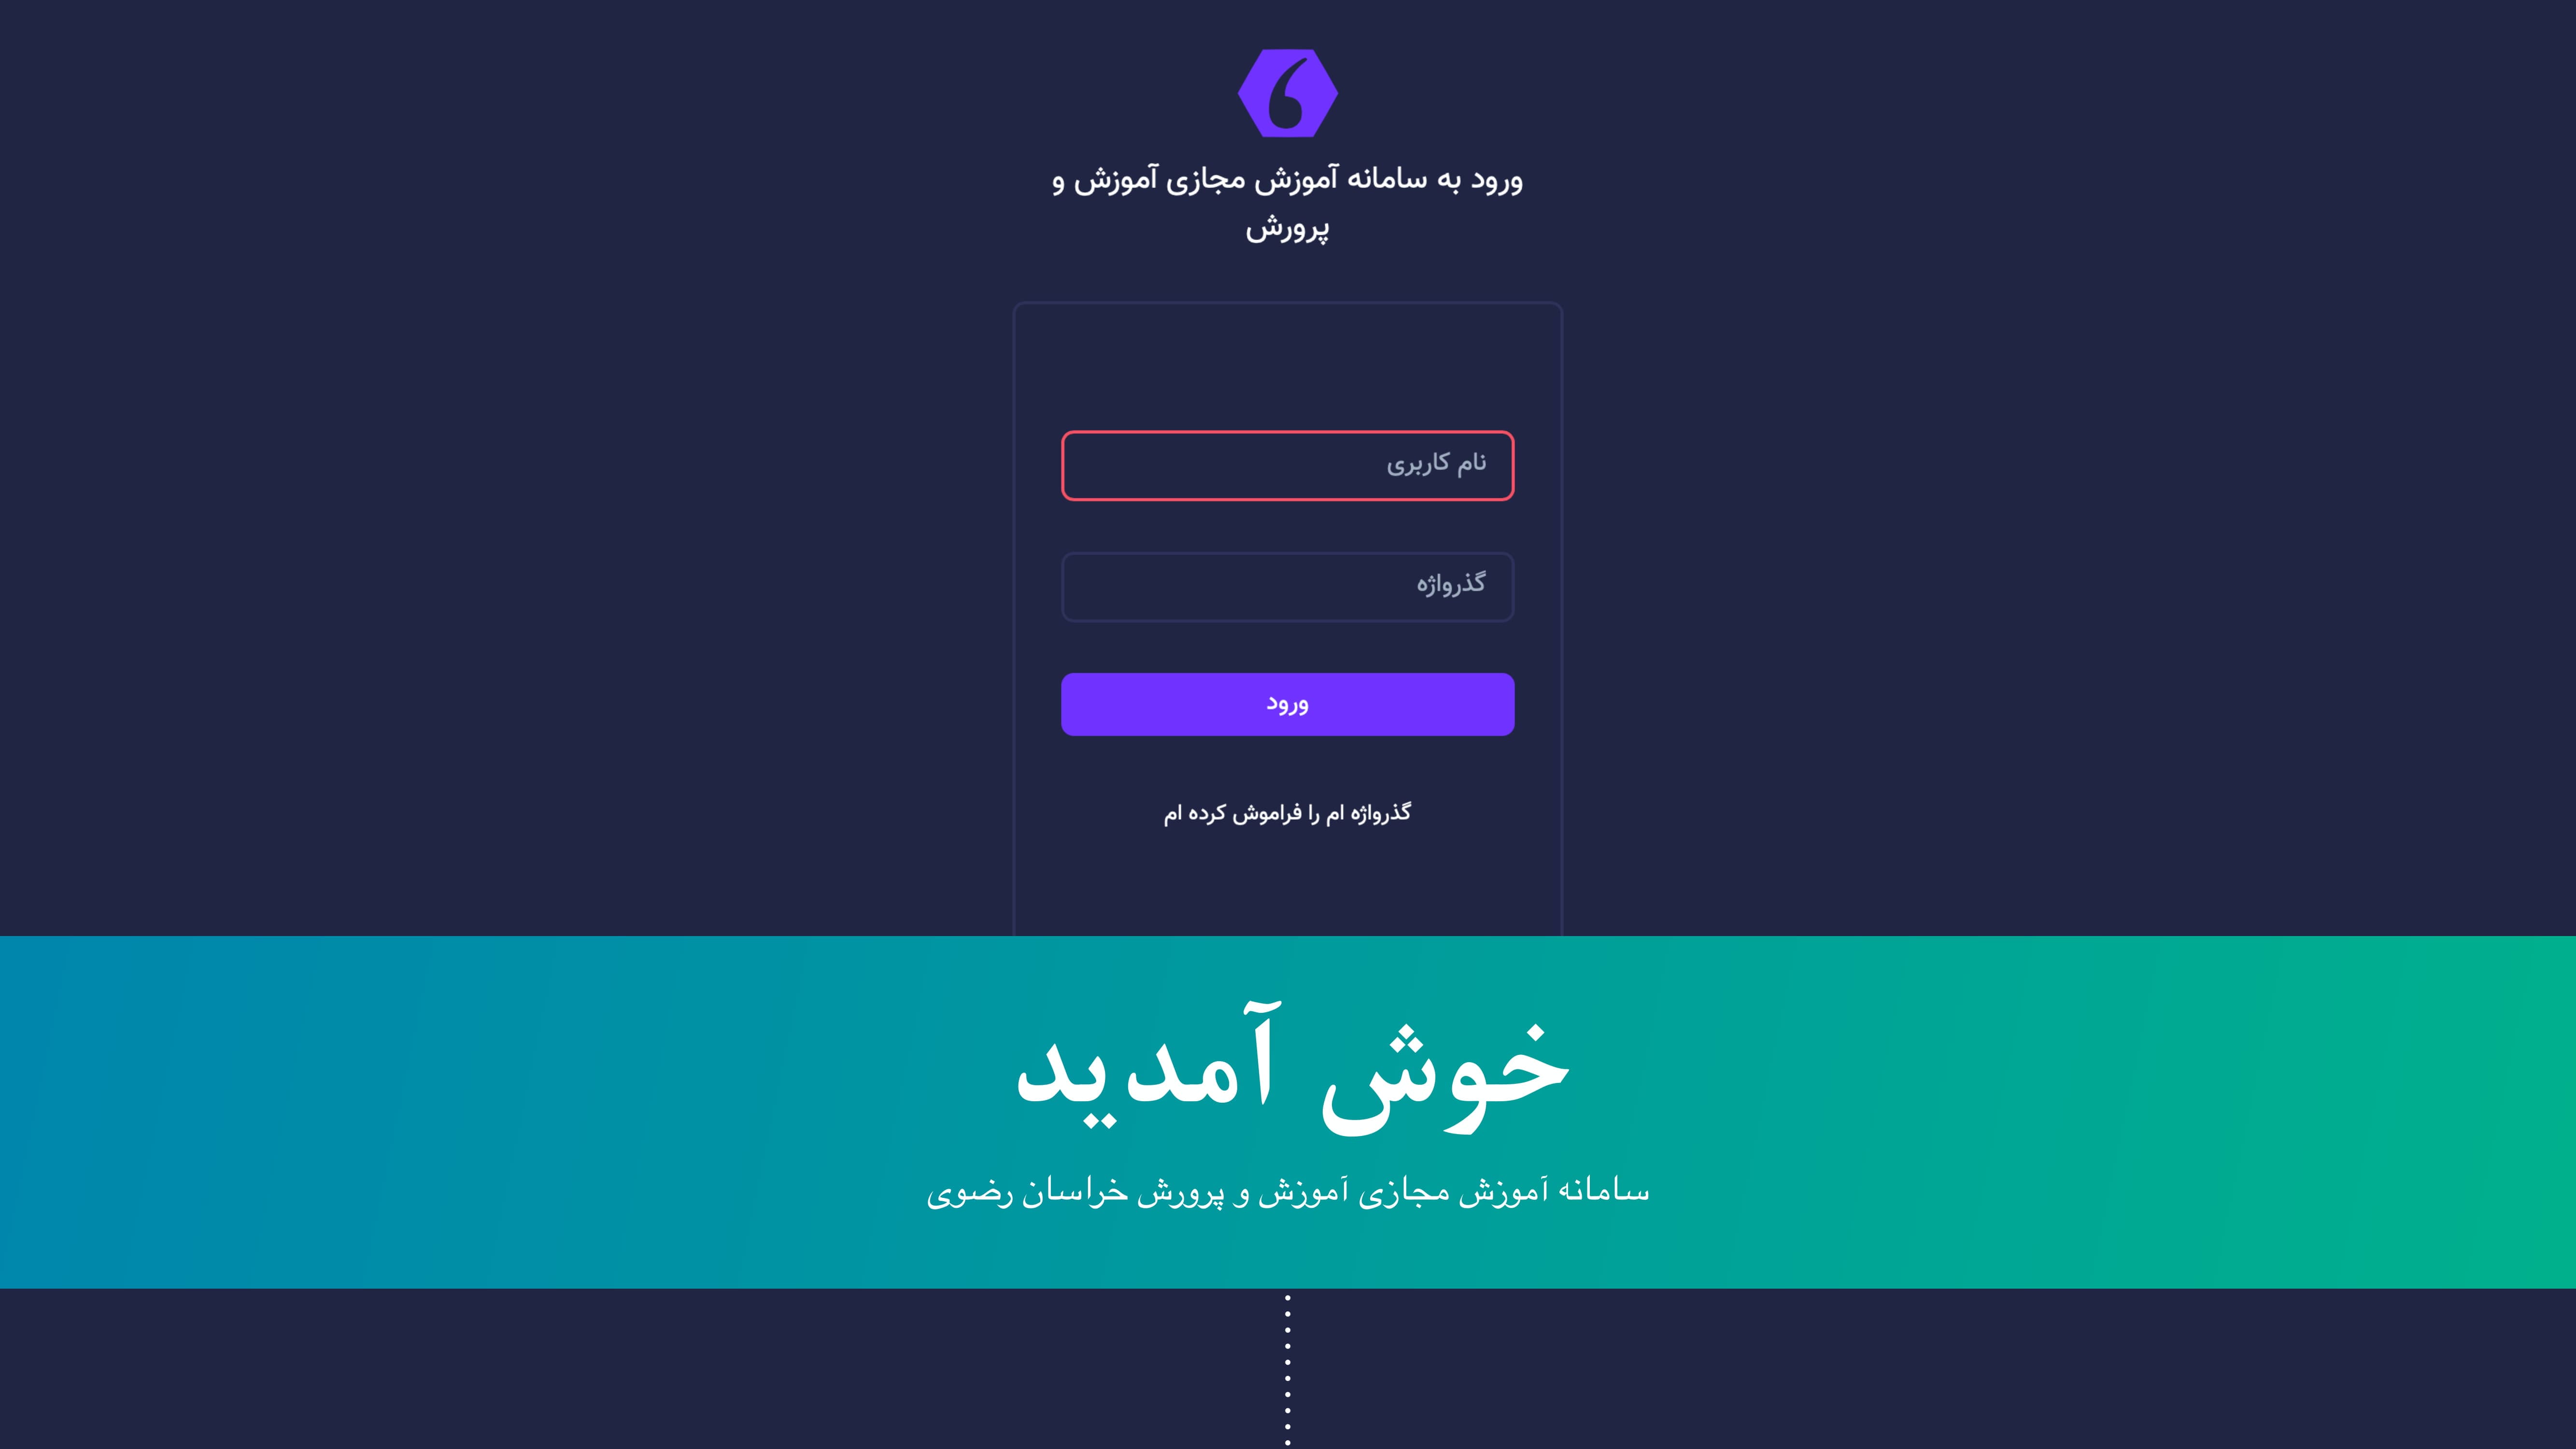 ورود به سامانه آموزش مجازی آموزش و
پرورش
نام کاربری
گذرواژه
ورود
گذرواژه ام را فراموش کرده ام
خوش آمدید
سامانه آموزش مجازی آموزش و پرورش خراسان رضوی